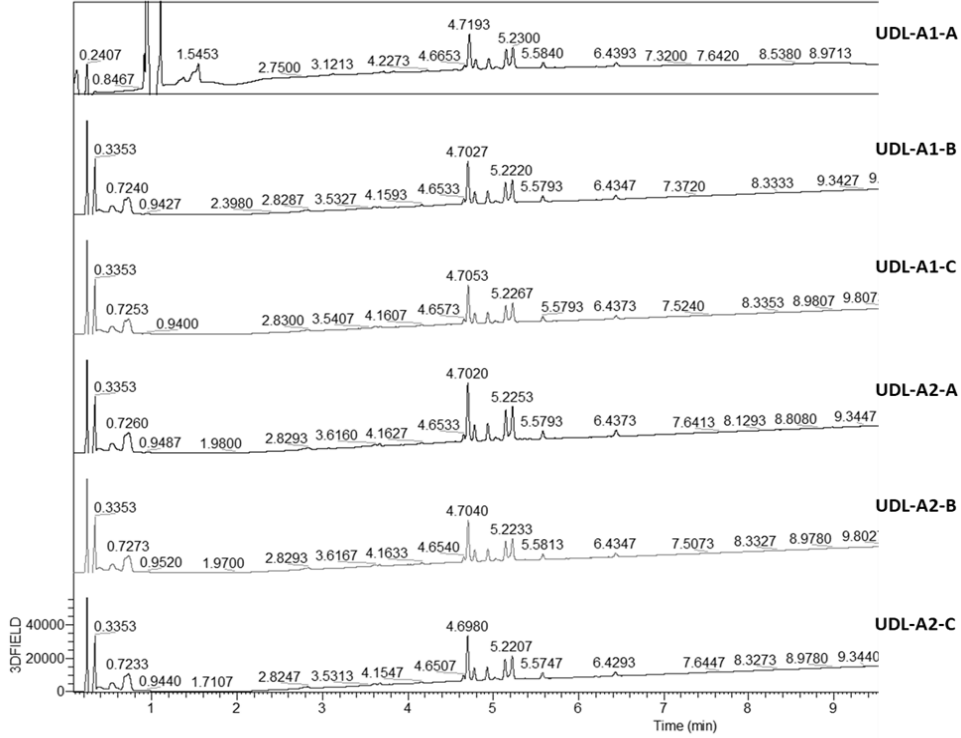 UDL-A1-A
4.7193
0.2407 1.5453 5.2300
0.8467 2.7500 3.1213 4.2273 4.6653 5.5840 6.4393 7.3200 7.6420 8.5380 8.9713
UDL-A1-B
0.3353 4.7027
5.2220
0.7240 4.6533 5.5793 6.4347 7.3720 8.3333 9.3427 9.
0.9427 2.3980 2.8287 3.5327 4.1593
UDL-A1-C
0.3353 4.7053
5.2267
0.7253 4.6573 5.5793 6.4373 7.5240 8.3353 8.9807 9.807
0.9400 2.8300 3.5407 4.1607
UDL-A2-A
0.3353 4.7020
5.2253
0.7260 4.6533 5.5793 6.4373 7.6413 8.1293 8.8080 9.3447
0.9487 1.9800 2.8293 3.6160 4.1627
UDL-A2-B
0.3353 4.7040
5.2233
0.7273 4.6540 5.5813 6.4347 7.5073 8.3327 8.9780 9.802
0.9520 1.9700 2.8293 3.6167 4.1633
UDL-A2-C
3DFIELD
40000
20000
0
0.3353 4.6980
5.2207
0.7233 4.6507 5.5747 6.4293 7.6447 8.3273 8.9780 9.3440
0.9440 1.7107 2.8247 3.5313 4.1547
1 2 3 4 5 6 7 8 9
Time (min)